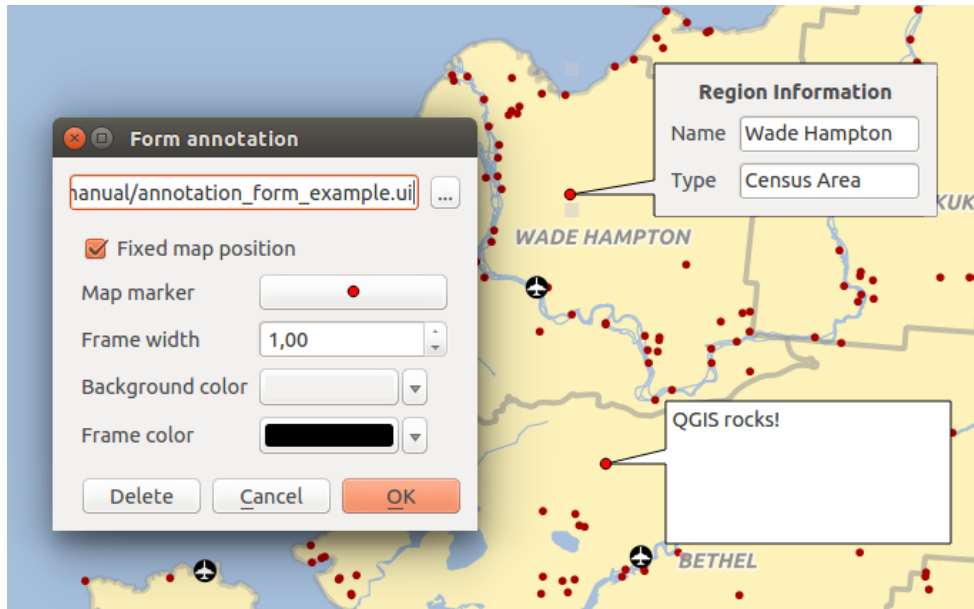 Form annotation
manual/annotation_form_example.ui
...
Fixed map position
Map marker
Frame width 1,00
Background color
Frame color
Delete Cancel OK
Region Information
Name Wade Hampton
Type Census Area
KUK
WADE HAMPTON
QGIS rocks!
BETHEL